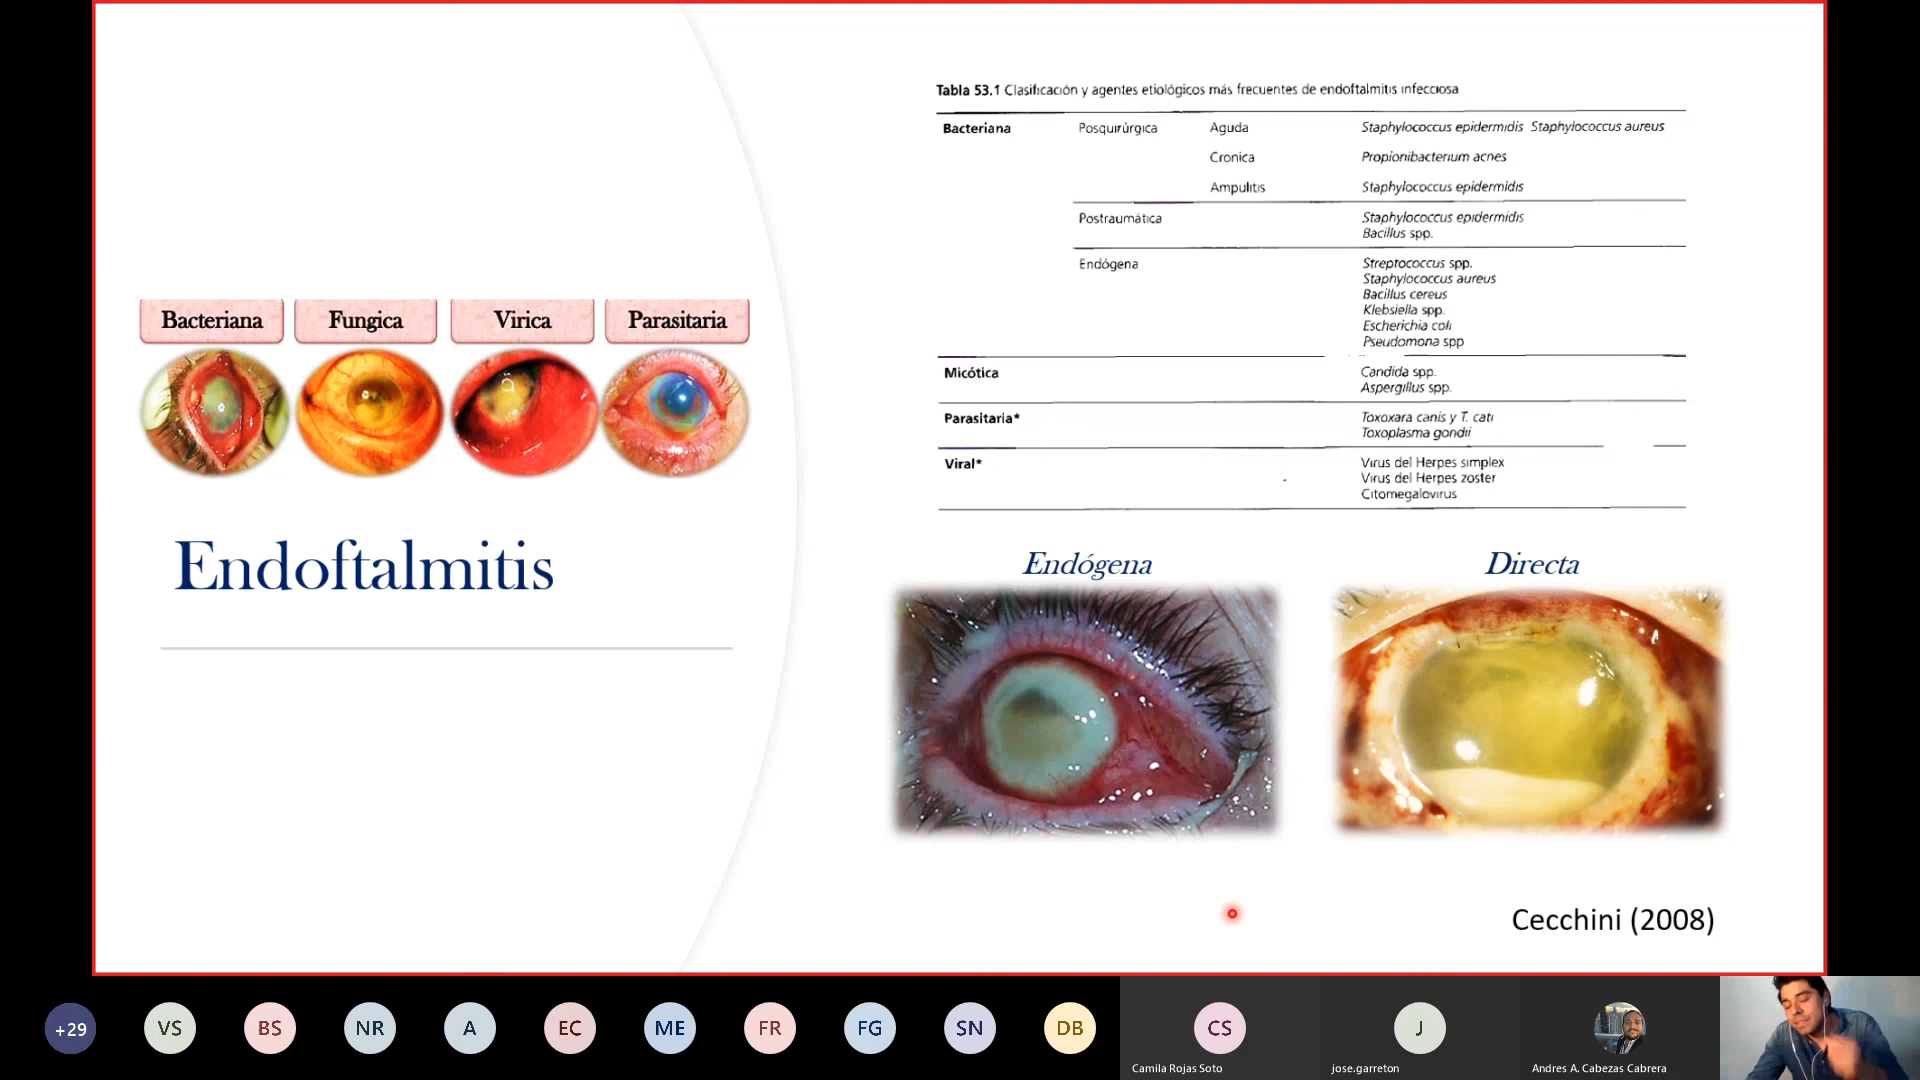 Tabla 53.1 Clasificación y agentes etiológicos más frecuentes de endoftalmitis infecciosa
Bacteriana Posquirúrgica Aguda Staphylococcus epidermidis Staphylococcus aureus
Cronica Propionibacterium acnes
Ampulitis Staphylococcus epidermidis
Postraumática Staphylococcus epidermidis
Bacillus spp.
Endógena Streptococcus spp.
Staphylococcus aureus
Bacillus cereus
Klebsiella spp.
Escherichia coli
Pseudomona spp
Micótica Candida spp.
Aspergillus spp.
Parasitaria* Toxoxara canis y T. cati
Toxoplasma gondii
Viral* Virus del Herpes simplex
Virus del Herpes zoster
Citomegalovirus
Bacteriana Fungica Virica Parasitaria
Endoftalmitis
Endógena Directa
Cecchini (2008)
+29 VS BS NR A EC ME FR FG SN DB CS J
Camila Rojas Soto jose.garreton Andres A. Cabezas Cabrera